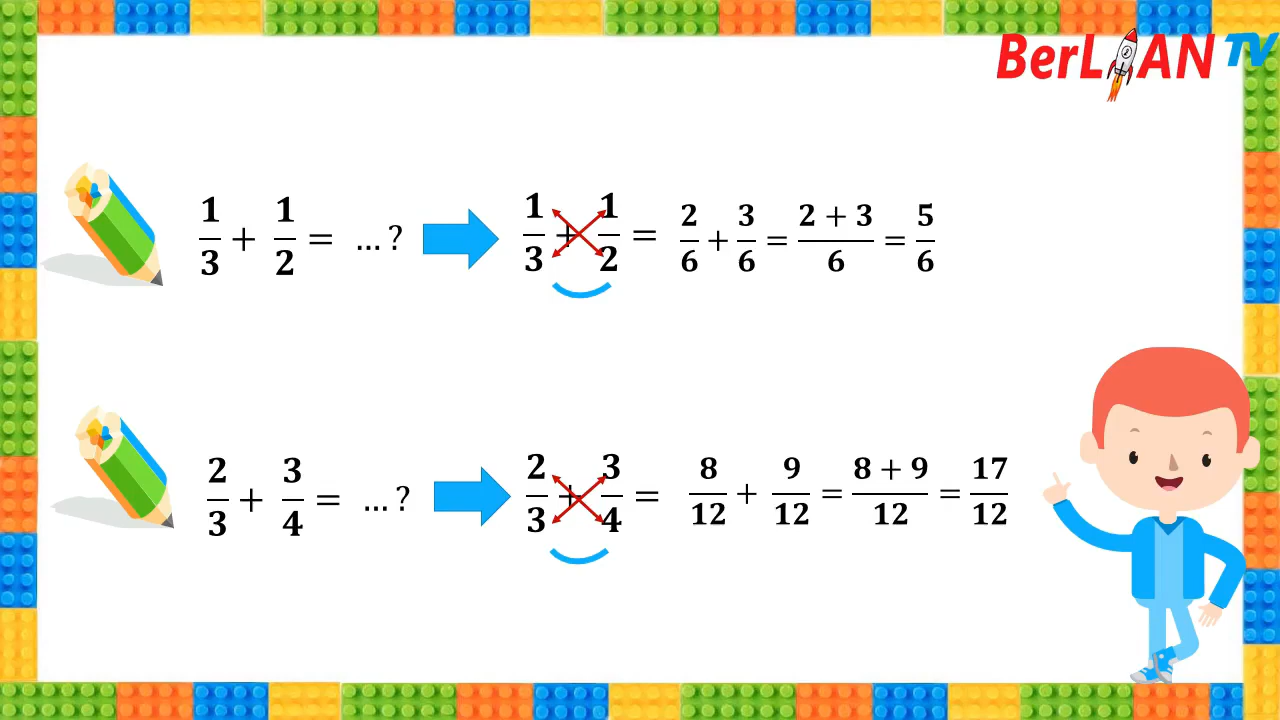 BerLIAN TV
1/3 + 1/2 = ... ? 1/3 + 1/2 = 2/6 + 3/6 = 2 + 3/6 = 5/6
2/3 + 3/4 = ... ? 2/3 + 3/4 = 8/12 + 9/12 = 8 + 9/12 = 17/12